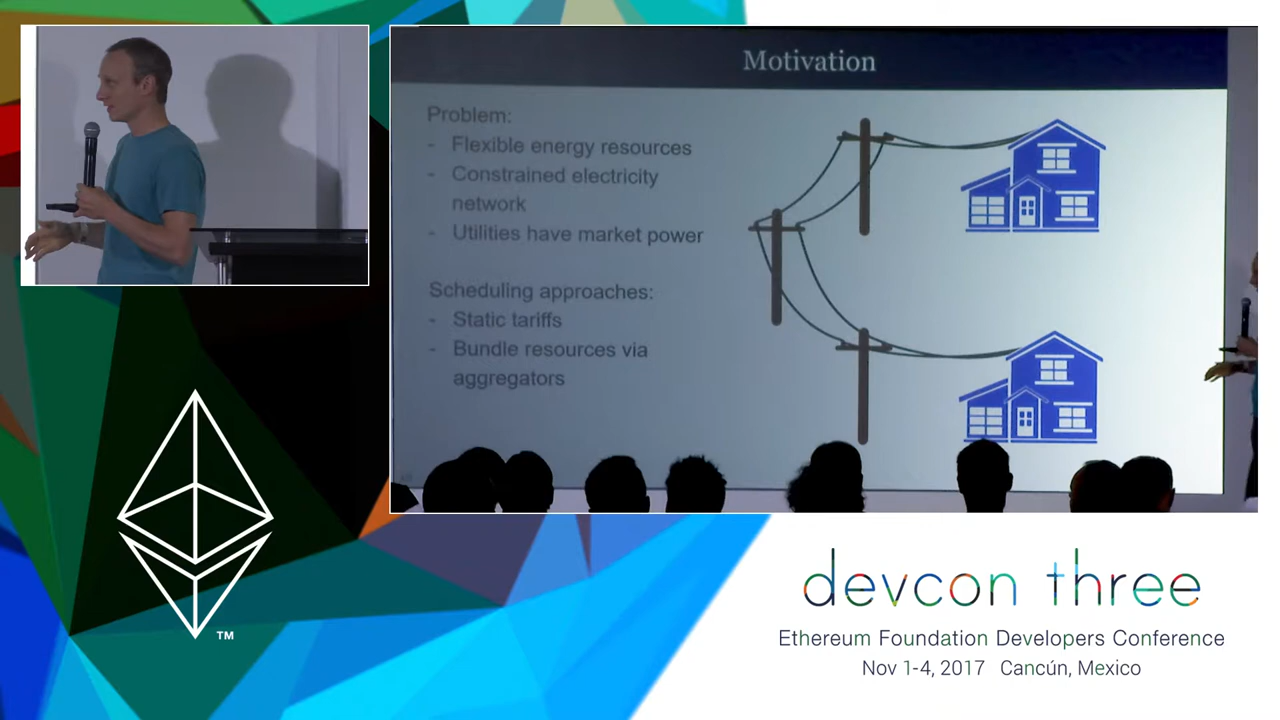 Motivation
Problem:
- Flexible energy resources
- Constrained electricity
network
- Utilities have market power
Scheduling approaches:
- Static tariffs
- Bundle resources via
aggregators
TM
devcon three
Ethereum Foundation Developers Conference
Nov 1-4, 2017 Cancún, Mexico